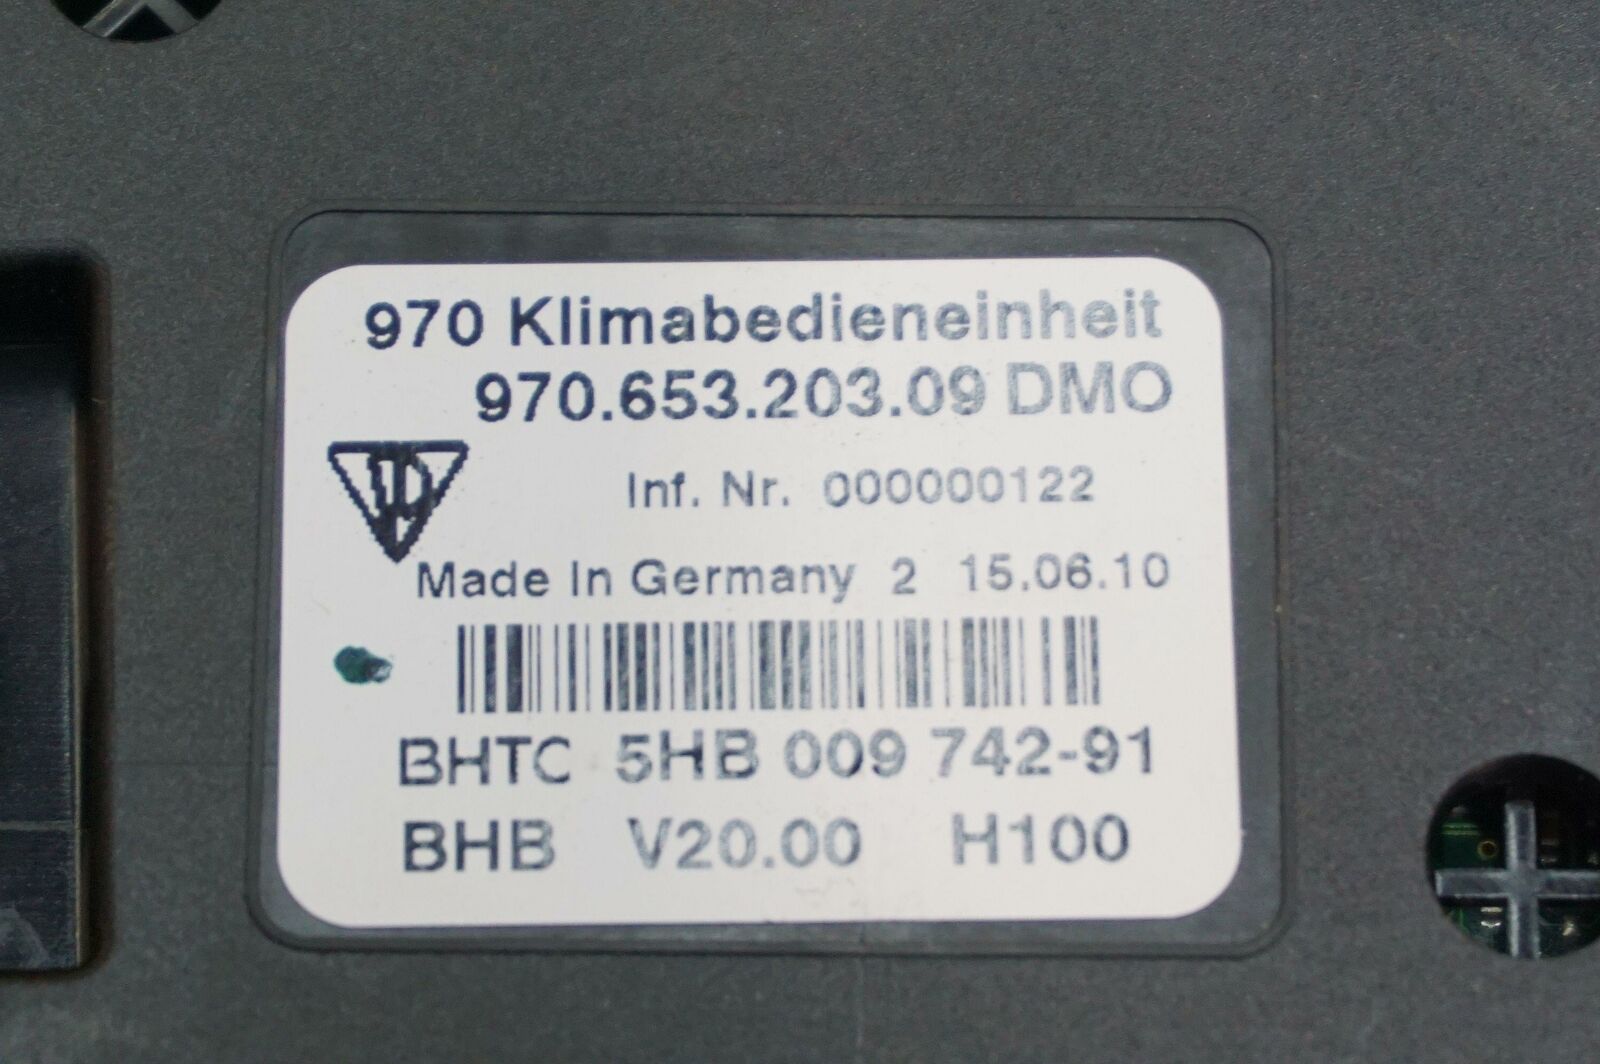 970 Klimabedieneinheit
970.653.203.09 DMO
Inf. Nr. 000000122
Made In Germany 2 15.06.10
BHTC 5HB 009 742-91
BHB V20.00 H100